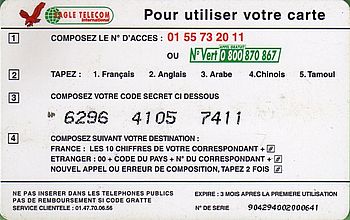 EAGLE TELECOM
International
Pour utiliser votre carte
1 COMPOSEZ LE N° D'ACCES : 01 55 73 20 11
OU
APPEL GRATUIT
N° Vert 0 800 870 867
2 TAPEZ : 1. Français 2. Anglais 3. Arabe 4.Chinois 5. Tamoul
3 COMPOSEZ VOTRE CODE SECRET CI DESSOUS
N° 6296 4105 7411
4 COMPOSEZ SUIVANT VOTRE DESTINATION :
FRANCE : LES 10 CHIFFRES DE VOTRE CORRESPONDANT + #
ETRANGER : 00 + CODE DU PAYS + N° DU CORRESPONDANT + #
NOUVEL APPEL OU ERREUR DE COMPOSITION, TAPEZ 2 FOIS #
NE PAS INSERER DANS LES TELEPHONES PUBLICS
PAS DE REMBOURSEMENT SI CODE GRATTE
SERVICE CLIENTELE : 01.47.70.06.56
EXPIRE : 3 MOIS APRES LA PREMIERE UTILISATION
N° SERIE 904294002000641